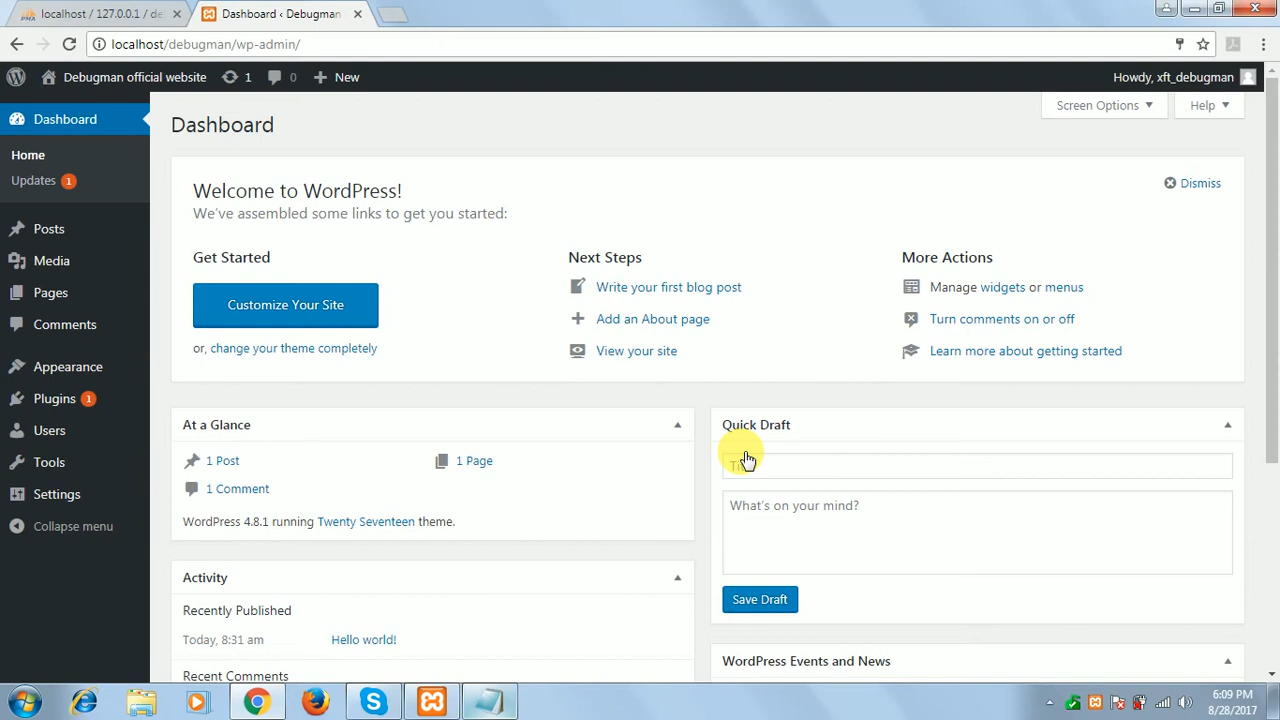 localhost / 127.0.0.1 / de
Dashboard ‹ Debugman
localhost/debugman/wp-admin/
Debugman official website
1
0
New
Howdy, xft_debugman
Dashboard
Home
Updates 1
Posts
Media
Pages
Comments
Appearance
Plugins 1
Users
Tools
Settings
Collapse menu
Screen Options
Help
Dashboard
Welcome to WordPress!
Dismiss
We've assembled some links to get you started:
Get Started
Customize Your Site
or, change your theme completely
Next Steps
Write your first blog post
Add an About page
View your site
More Actions
Manage widgets or menus
Turn comments on or off
Learn more about getting started
At a Glance
1 Post
1 Page
1 Comment
WordPress 4.8.1 running Twenty Seventeen theme.
Activity
Recently Published
Today, 8:31 am
Hello world!
Recent Comments
Quick Draft
What's on your mind?
Save Draft
WordPress Events and News
6:09 PM
8/28/2017